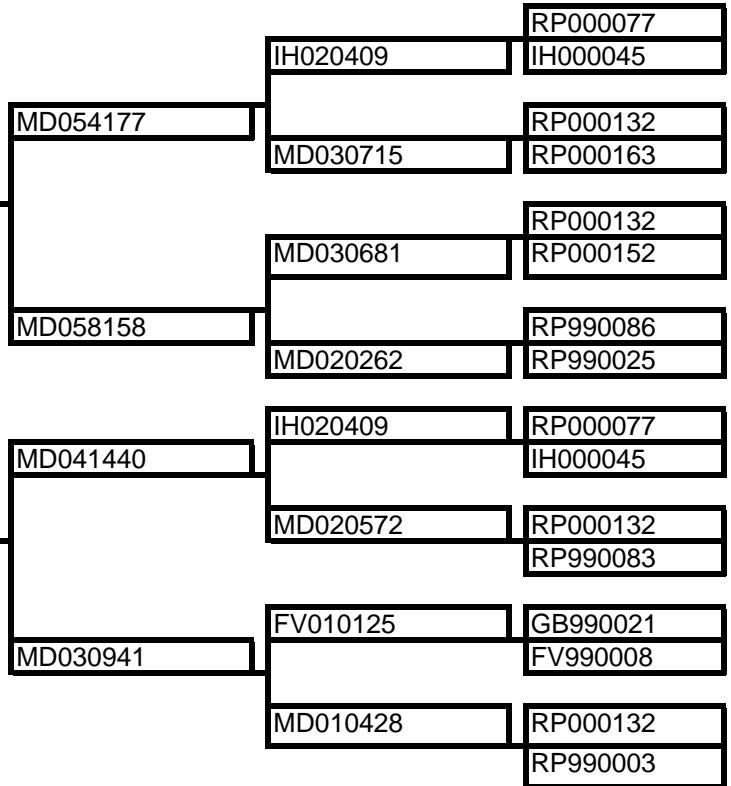 RP000077
IH020409 IH000045
MD054177 RP000132
MD030715 RP000163
RP000132
MD030681 RP000152
MD058158 RP990086
MD020262 RP990025
IH020409 RP000077
MD041440 IH000045
MD020572 RP000132
RP990083
FV010125 GB990021
MD030941 FV990008
MD010428 RP000132
RP990003